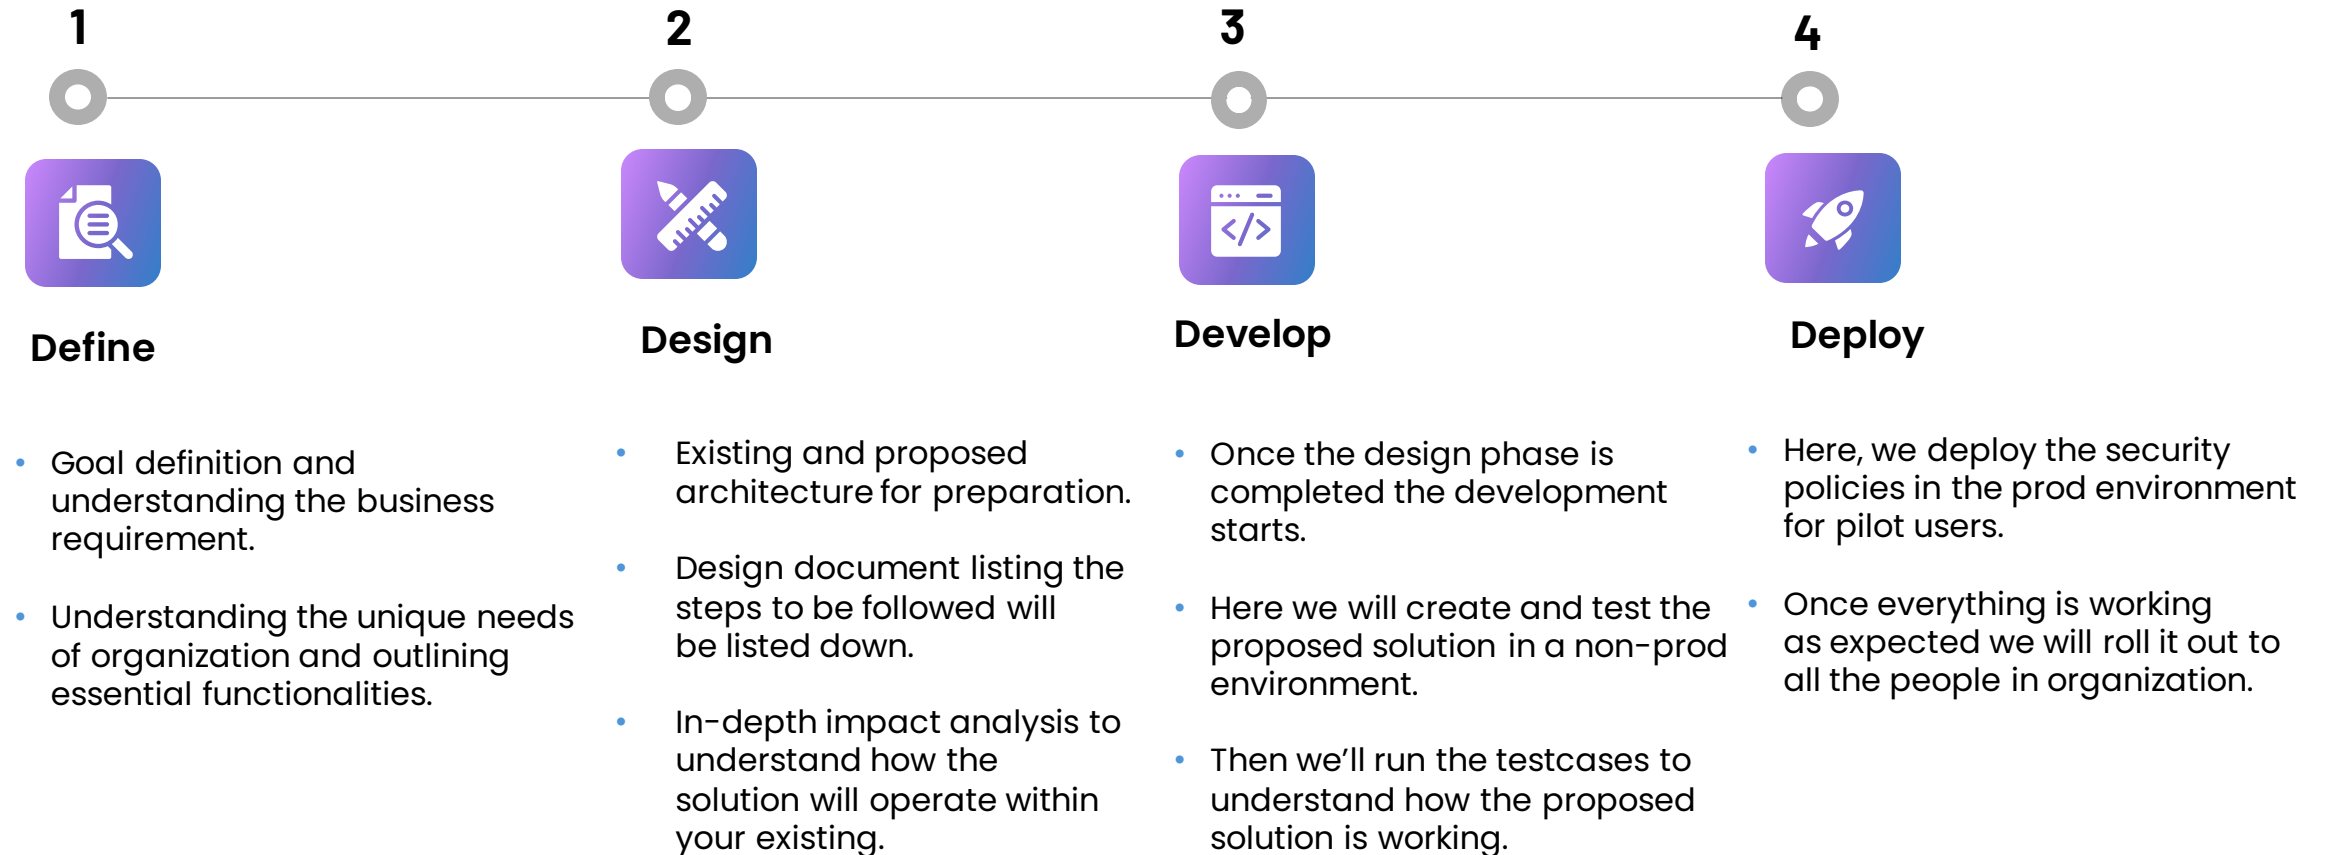 1
2
3
4
Define
Design
Develop
Deploy
• Goal definition and
understanding the business
requirement.
• Understanding the unique needs
of organization and outlining
essential functionalities.
• Existing and proposed
architecture for preparation.
• Design document listing the
steps to be followed will
be listed down.
• In-depth impact analysis to
understand how the
solution will operate within
your existing.
• Once the design phase is
completed the development
starts.
• Here we will create and test the
proposed solution in a non-prod
environment.
• Then we’ll run the testcases to
understand how the proposed
solution is working.
• Here, we deploy the security
policies in the prod environment
for pilot users.
• Once everything is working
as expected we will roll it out to
all the people in organization.